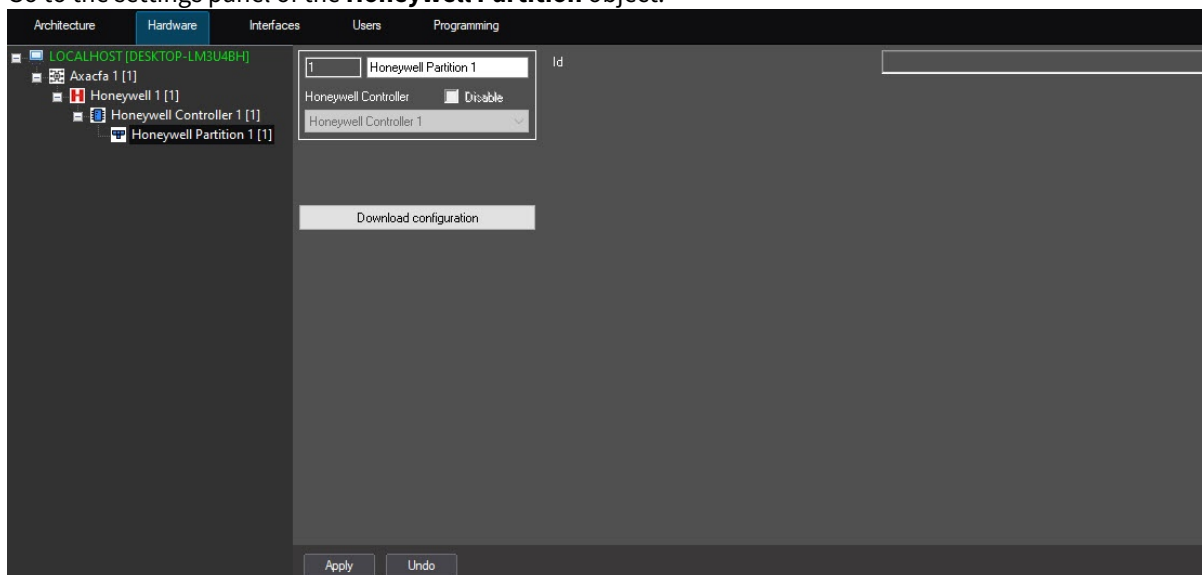 Go to the settings panel of the Honeywell Partition object.
Architecture Hardware Interfaces Users Programming
LOCALHOST [DESKTOP-LM3U4BH]
Axacfa 1 [1]
Honeywell 1 [1]
Honeywell Controller 1 [1]
Honeywell Partition 1 [1]
1 Honeywell Partition 1
Honeywell Controller Disable
Honeywell Controller 1
Download configuration
Id
Apply Undo